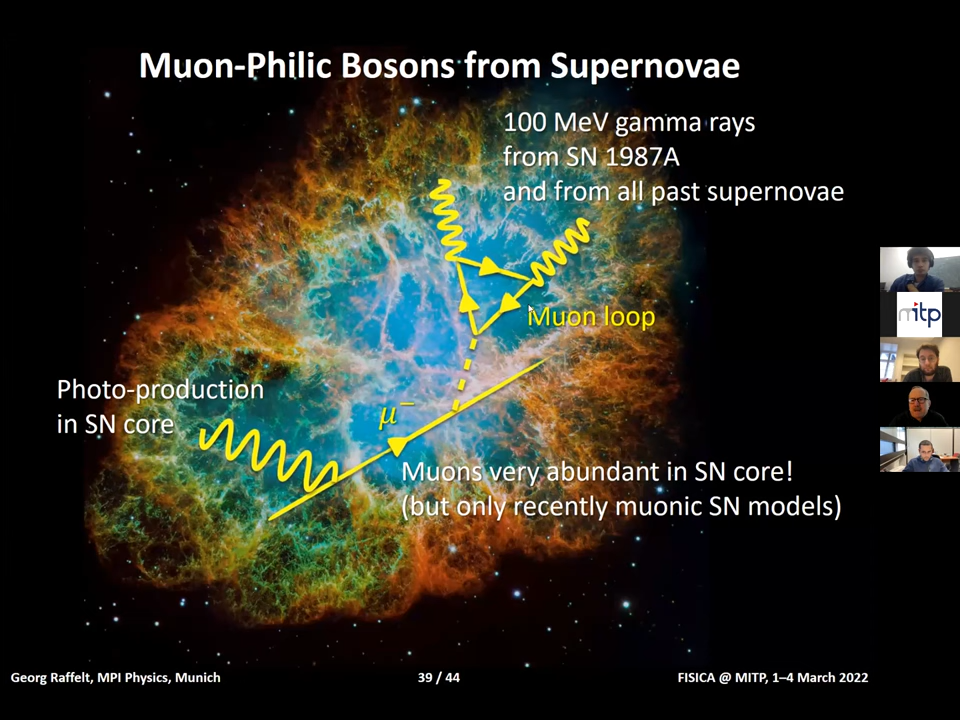 Muon-Philic Bosons from Supernovae
100 MeV gamma rays
from SN 1987A
and from all past supernovae
Muon loop
Photo-production
in SN core
μ⁻
Muons very abundant in SN core!
(but only recently muonic SN models)
mitp
Georg Raffelt, MPI Physics, Munich
39 / 44
FISICA @ MITP, 1–4 March 2022